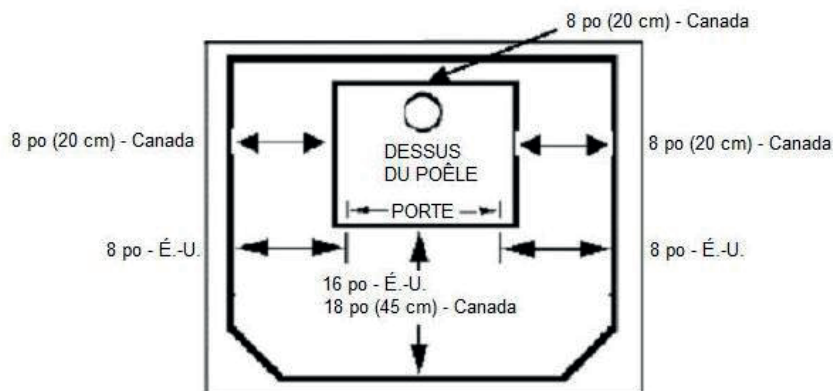 8 po (20 cm) - Canada
8 po (20 cm) - Canada
DESSUS
DU POÊLE
8 po (20 cm) - Canada
PORTE
8 po - É.-U.
8 po - É.-U.
16 po - É.-U.
18 po (45 cm) - Canada